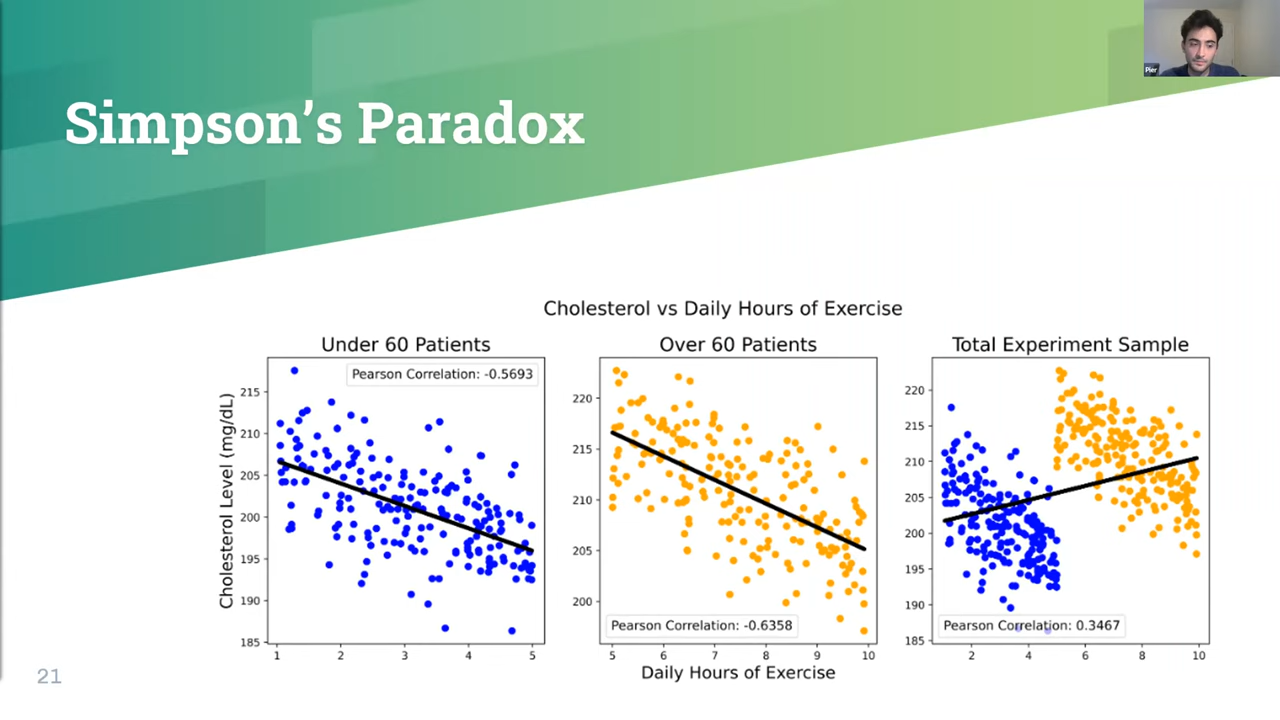 Pier
Simpson's Paradox
Cholesterol vs Daily Hours of Exercise
Under 60 Patients
Over 60 Patients
Total Experiment Sample
Cholesterol Level (mg/dL)
Pearson Correlation: -0.5693
215
210
205
200
195
190
185
1 2 3 4 5
220
215
210
205
200
Pearson Correlation: -0.6358
5 6 7 8 9 10
220
215
210
205
200
195
190
185
Pearson Correlation: 0.3467
2 4 6 8 10
Daily Hours of Exercise
21